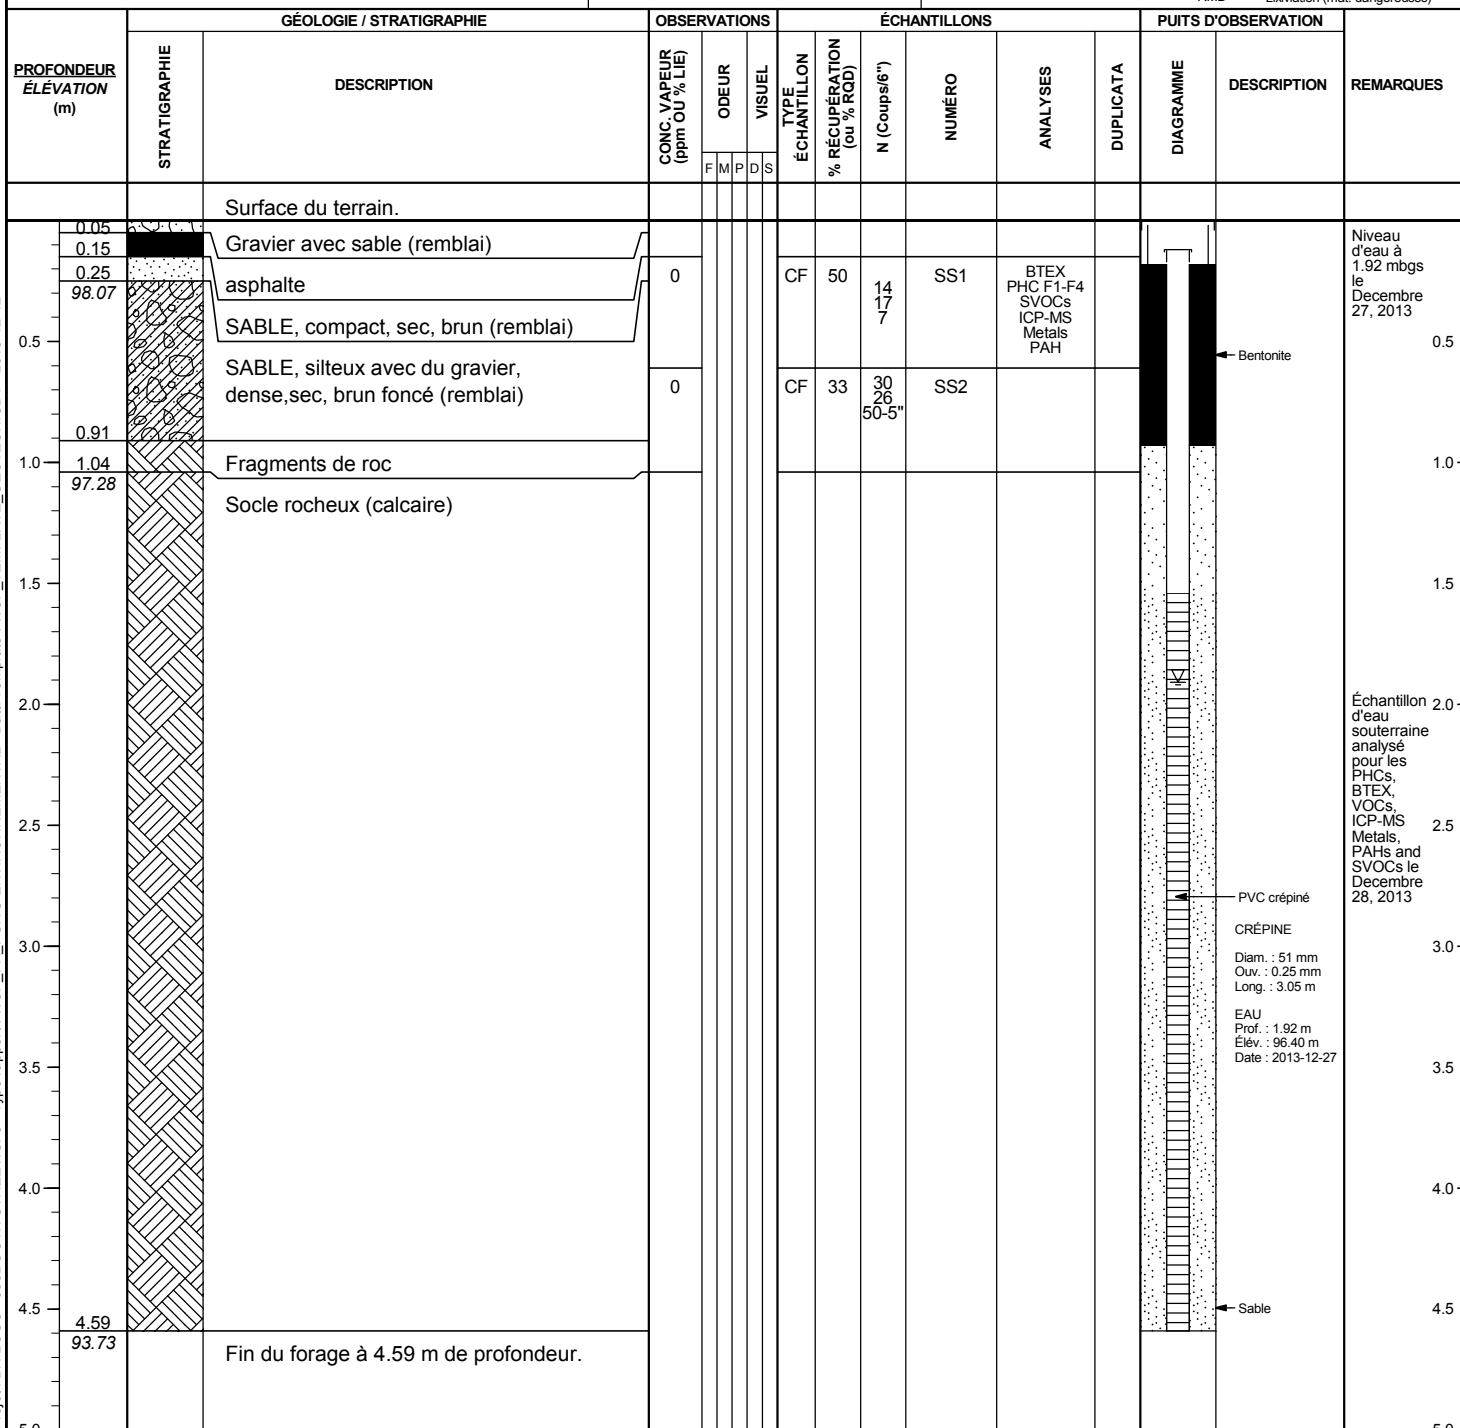 GÉOLOGIE / STRATIGRAPHIE
OBSERVATIONS
ÉCHANTILLONS
PUITS D'OBSERVATION
PROFONDEUR
ÉLÉVATION
(m)
STRATIGRAPHIE
DESCRIPTION
CONC. VAPEUR
(ppm OU % LIE)
ODEUR
VISUEL
F M P D S
TYPE
ÉCHANTILLON
% RÉCUPÉRATION
(ou % RQD)
N (Coups/6")
NUMÉRO
ANALYSES
DUPLICATA
DIAGRAMME
DESCRIPTION
REMARQUES
Surface du terrain.
0.05
Gravier avec sable (remblai)
0.15
asphalte
0.25
98.07
SABLE, compact, sec, brun (remblai)
SABLE, silteux avec du gravier,
dense,sec, brun foncé (remblai)
0.91
Fragments de roc
1.04
97.28
Socle rocheux (calcaire)
4.59
93.73
Fin du forage à 4.59 m de profondeur.
0.5
1.0
1.5
2.0
2.5
3.0
3.5
4.0
4.5
0 CF 50
14
17
7
SS1
BTEX
PHC F1-F4
SVOCs
ICP-MS
Metals
PAH
0 CF 33
30
26
50-5"
SS2
Bentonite
PVC crépiné
CRÉPINE
Diam. : 51 mm
Ouv. : 0.25 mm
Long. : 3.05 m
EAU
Prof. : 1.92 m
Élév. : 96.40 m
Date : 2013-12-27
Sable
Niveau
d'eau à
1.92 mbgs
le
Decembre
27, 2013
Échantillon
d'eau
souterraine
analysé
pour les
PHCs,
BTEX,
VOCs,
ICP-MS
Metals,
PAHs and
SVOCs le
Decembre
28, 2013
0.5
1.0
1.5
2.0
2.5
3.0
3.5
4.0
4.5